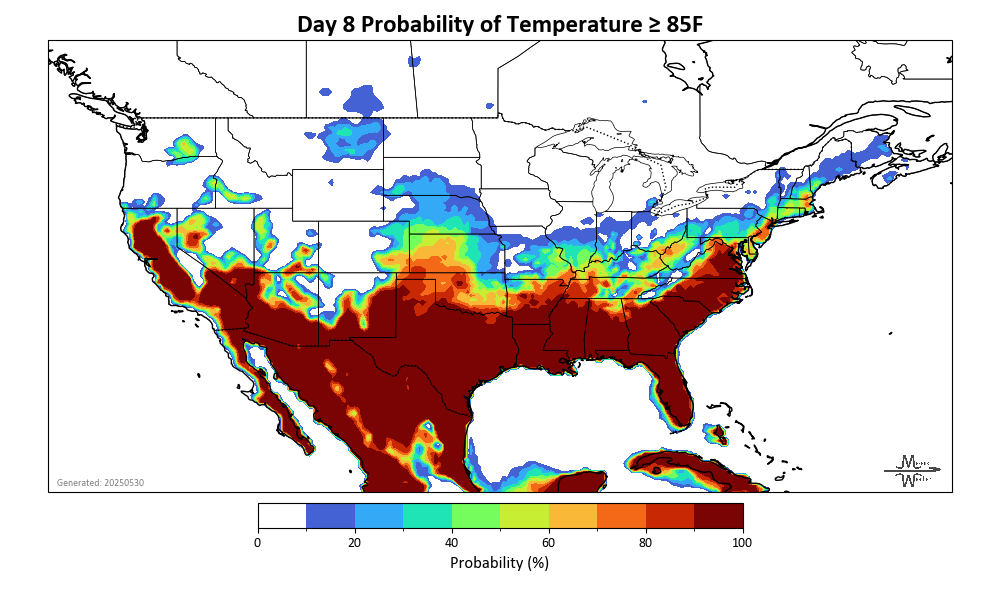 Day 8 Probability of Temperature ≥ 85F
Generated: 20250530
0 20 40 60 80 100
Probability (%)